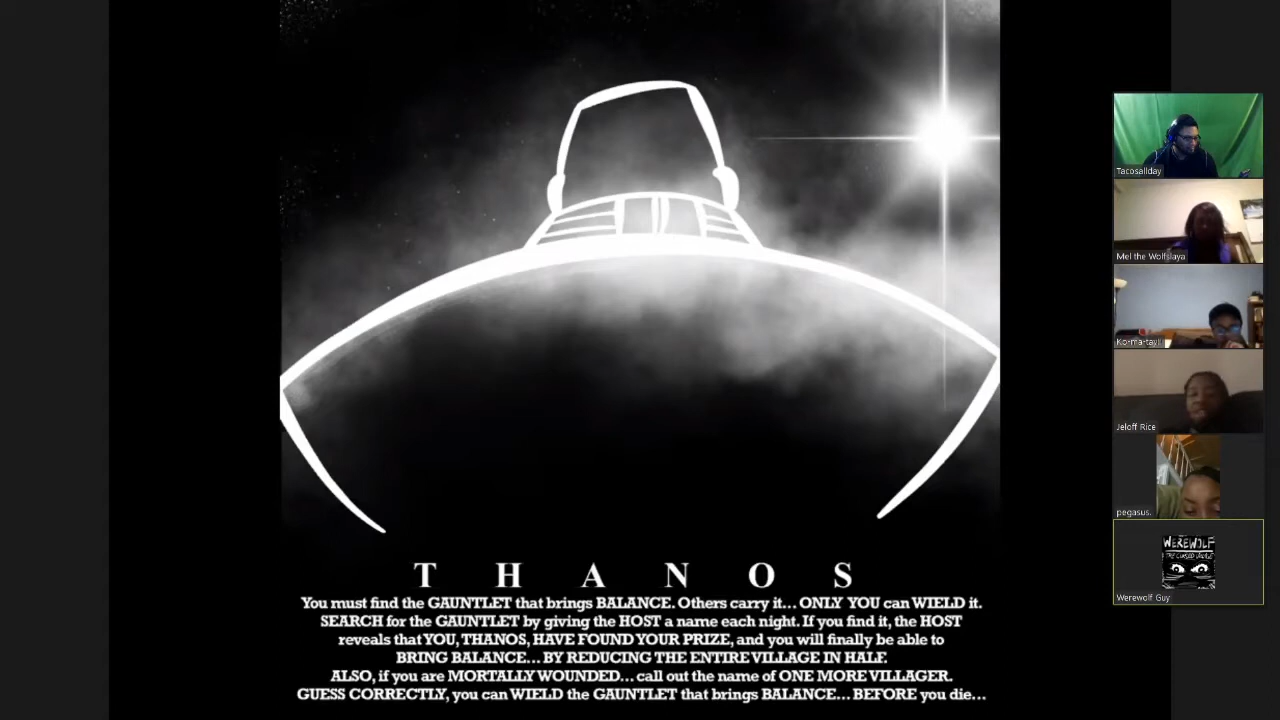 T H A N O S
You must find the GAUNTLET that brings BALANCE. Others carry it... ONLY YOU can WIELD it.
SEARCH for the GAUNTLET by giving the HOST a name each night. If you find it, the HOST
reveals that YOU, THANOS, HAVE FOUND YOUR PRIZE, and you will finally be able to
BRING BALANCE... BY REDUCING THE ENTIRE VILLAGE IN HALF.
ALSO, if you are MORTALLY WOUNDED... call out the name of ONE MORE VILLAGER.
GUESS CORRECTLY, you can WIELD the GAUNTLET that brings BALANCE... BEFORE you die...
Tacosallday
Mel the Wolfslaya
Jeloff Rice
pegasus.
WEREWOLF
THE CURSED VILLAGE
Werewolf Guy